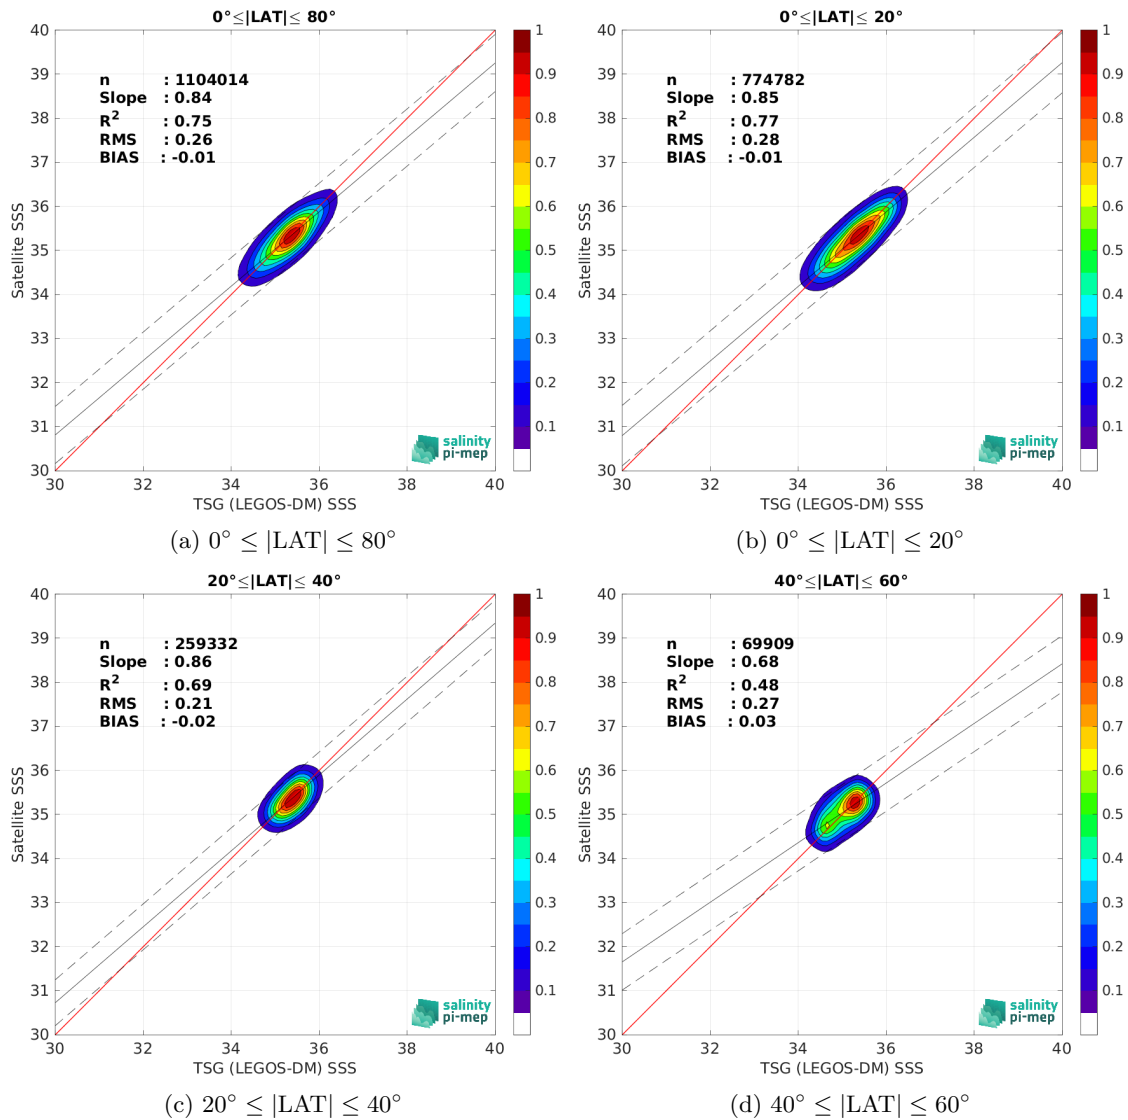 0°≤|LAT|≤ 80°
n : 1104014
Slope : 0.84
R2 : 0.75
RMS : 0.26
BIAS : -0.01
Satellite SSS
40
39
38
37
36
35
34
33
32
31
30
30 32 34 36 38 40
TSG (LEGOS-DM) SSS
1
0.9
0.8
0.7
0.6
0.5
0.4
0.3
0.2
0.1
salinity
pi-mep
(a) 0° ≤ |LAT| ≤ 80°
0°≤|LAT|≤ 20°
n : 774782
Slope : 0.85
R2 : 0.77
RMS : 0.28
BIAS : -0.01
Satellite SSS
40
39
38
37
36
35
34
33
32
31
30
30 32 34 36 38 40
TSG (LEGOS-DM) SSS
1
0.9
0.8
0.7
0.6
0.5
0.4
0.3
0.2
0.1
salinity
pi-mep
(b) 0° ≤ |LAT| ≤ 20°
20°≤|LAT|≤ 40°
n : 259332
Slope : 0.86
R2 : 0.69
RMS : 0.21
BIAS : -0.02
Satellite SSS
40
39
38
37
36
35
34
33
32
31
30
30 32 34 36 38 40
TSG (LEGOS-DM) SSS
1
0.9
0.8
0.7
0.6
0.5
0.4
0.3
0.2
0.1
salinity
pi-mep
(c) 20° ≤ |LAT| ≤ 40°
40°≤|LAT|≤ 60°
n : 69909
Slope : 0.68
R2 : 0.48
RMS : 0.27
BIAS : 0.03
Satellite SSS
40
39
38
37
36
35
34
33
32
31
30
30 32 34 36 38 40
TSG (LEGOS-DM) SSS
1
0.9
0.8
0.7
0.6
0.5
0.4
0.3
0.2
0.1
salinity
pi-mep
(d) 40° ≤ |LAT| ≤ 60°